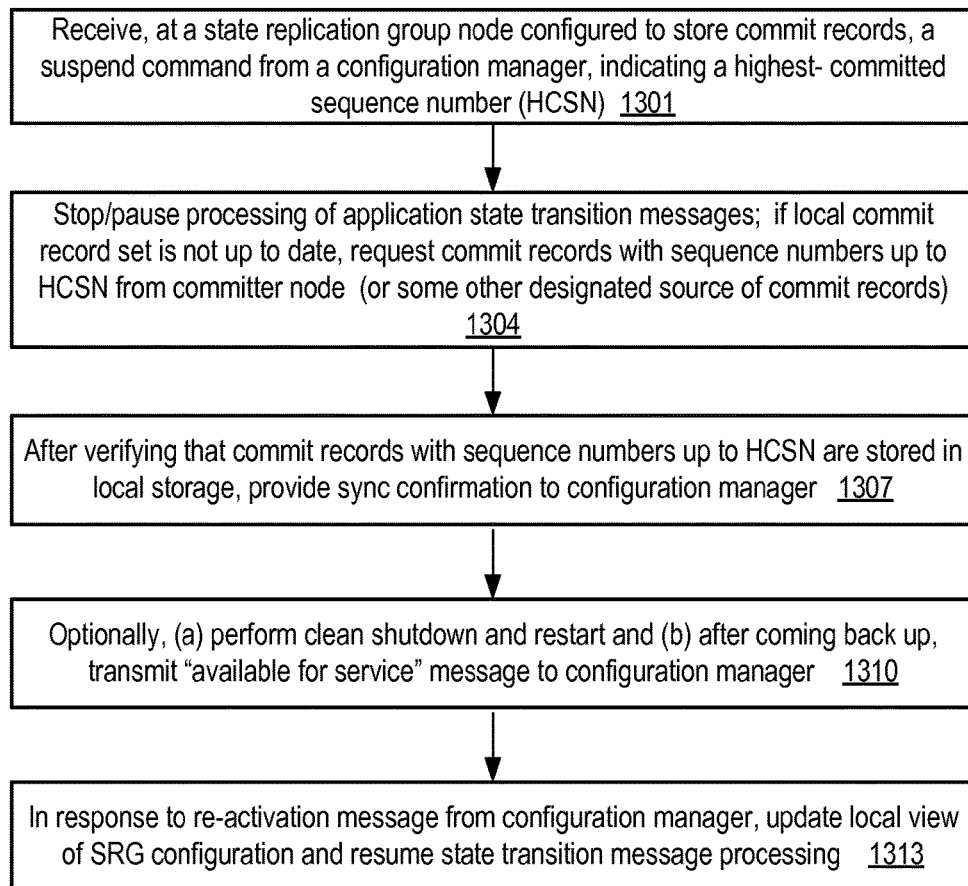 Receive, at a state replication group node configured to store commit records, a
suspend command from a configuration manager, indicating a highest- committed
sequence number (HCSN) 1301
Stop/pause processing of application state transition messages; if local commit
record set is not up to date, request commit records with sequence numbers up to
HCSN from committer node (or some other designated source of commit records)
1304
After verifying that commit records with sequence numbers up to HCSN are stored in
local storage, provide sync confirmation to configuration manager 1307
Optionally, (a) perform clean shutdown and restart and (b) after coming back up,
transmit “available for service” message to configuration manager 1310
In response to re-activation message from configuration manager, update local view
of SRG configuration and resume state transition message processing 1313